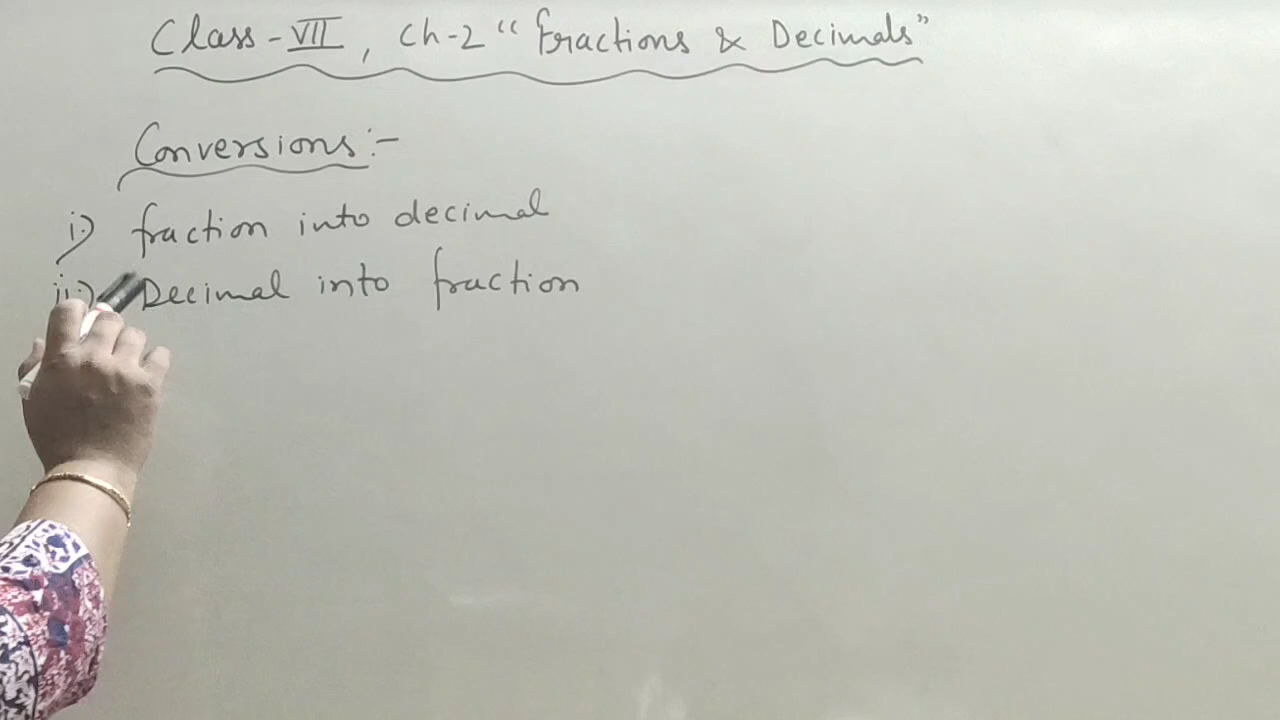 Class-VII, Ch-2 “Fractions & Decimals”
Conversions:-
i.) fraction into decimal
ii.) Decimal into fraction